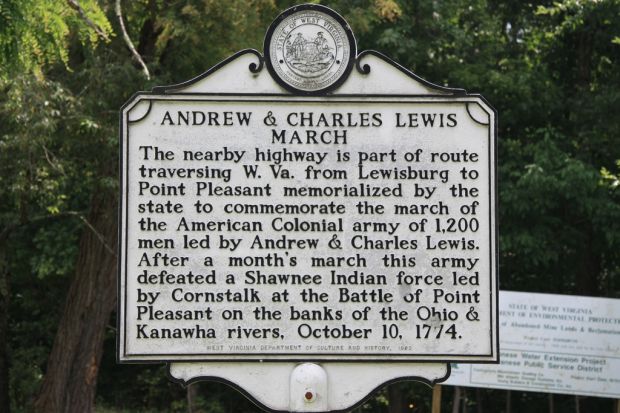 STATE OF WEST VIRGINIA
ANDREW & CHARLES LEWIS
MARCH
The nearby highway is part of route
traversing W. Va. from Lewisburg to
Point Pleasant memorialized by the
state to commemorate the march of
the American Colonial army of 1,200
men led by Andrew & Charles Lewis.
After a month's march this army
defeated a Shawnee Indian force led
by Cornstalk at the Battle of Point
Pleasant on the banks of the Ohio &
Kanawha rivers, October 10, 1774.
WEST VIRGINIA DEPARTMENT OF CULTURE AND HISTORY,
STATE OF WEST VIRGINIA
OF ENVIRONMENTAL PROTECTIO
of Abandoned Mine Lands & Reclamation
Water Extension Project
Public Service District